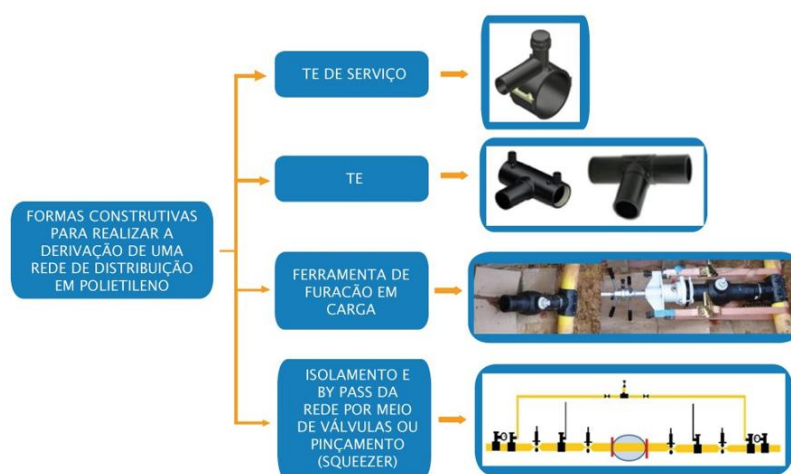 TE DE SERVIÇO
TE
FORMAS CONSTRUTIVAS
PARA REALIZAR A
DERIVAÇÃO DE UMA
REDE DE DISTRIBUIÇÃO
EM POLIETILENO
FERRAMENTA DE
FURACÃO EM
CARGA
ISOLAMENTO E
BY PASS DA
REDE POR MEIO
DE VÁLVULAS OU
PINÇAMENTO
(SQUEEZER)